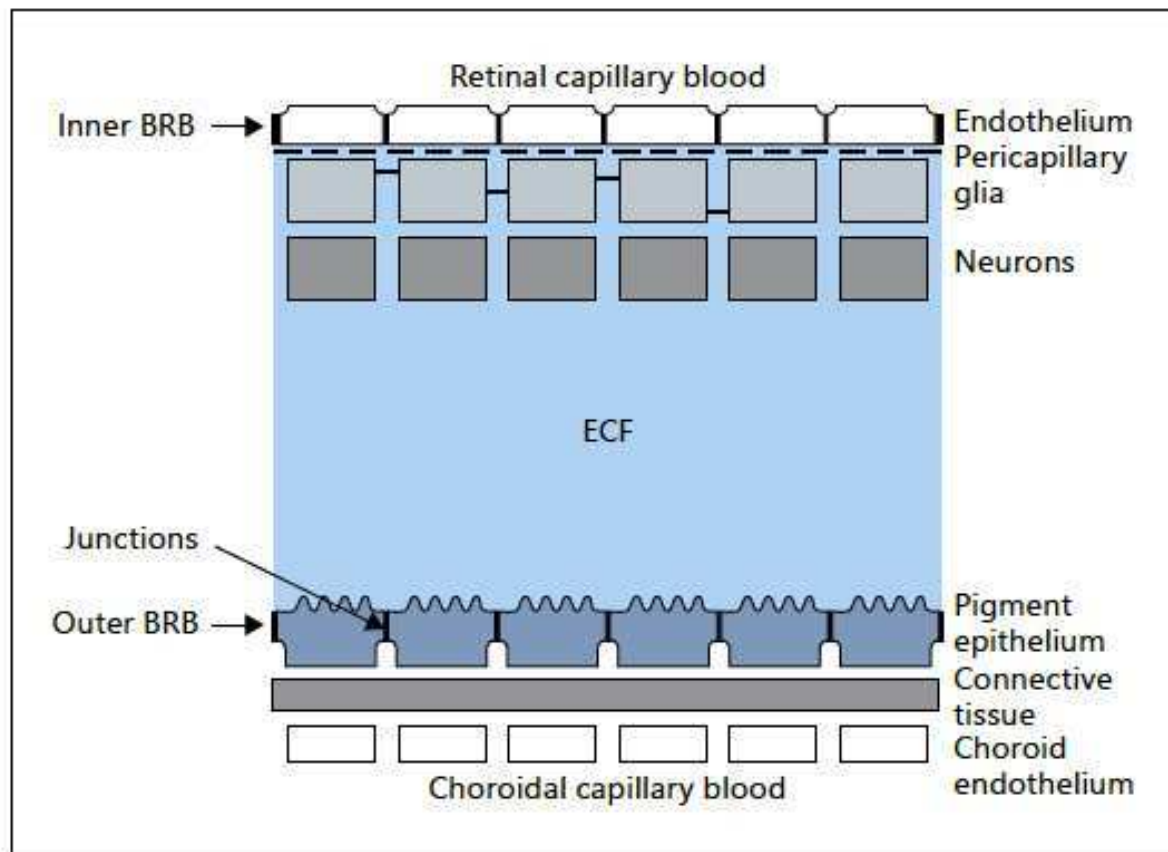 Retinal capillary blood
Inner BRB
Endothelium
Pericapillary
glia
Neurons
ECF
Junctions
Outer BRB
Pigment
epithelium
Connective
tissue
Choroid
endothelium
Choroidal capillary blood